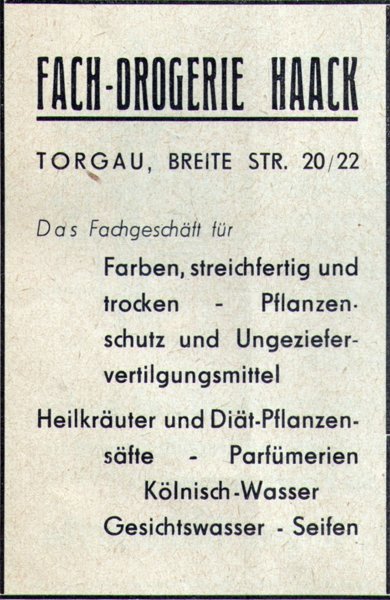 FACH-DROGERIE HAACK
TORGAU, BREITE STR. 20/22
Das Fachgeschäft für
Farben, streichfertig und
trocken - Pflanzen-
schutz und Ungeziefer-
vertilgungsmittel
Heilkräuter und Diät-Pflanzen-
säfte - Parfümerien
Kölnisch-Wasser
Gesichtswasser - Seifen